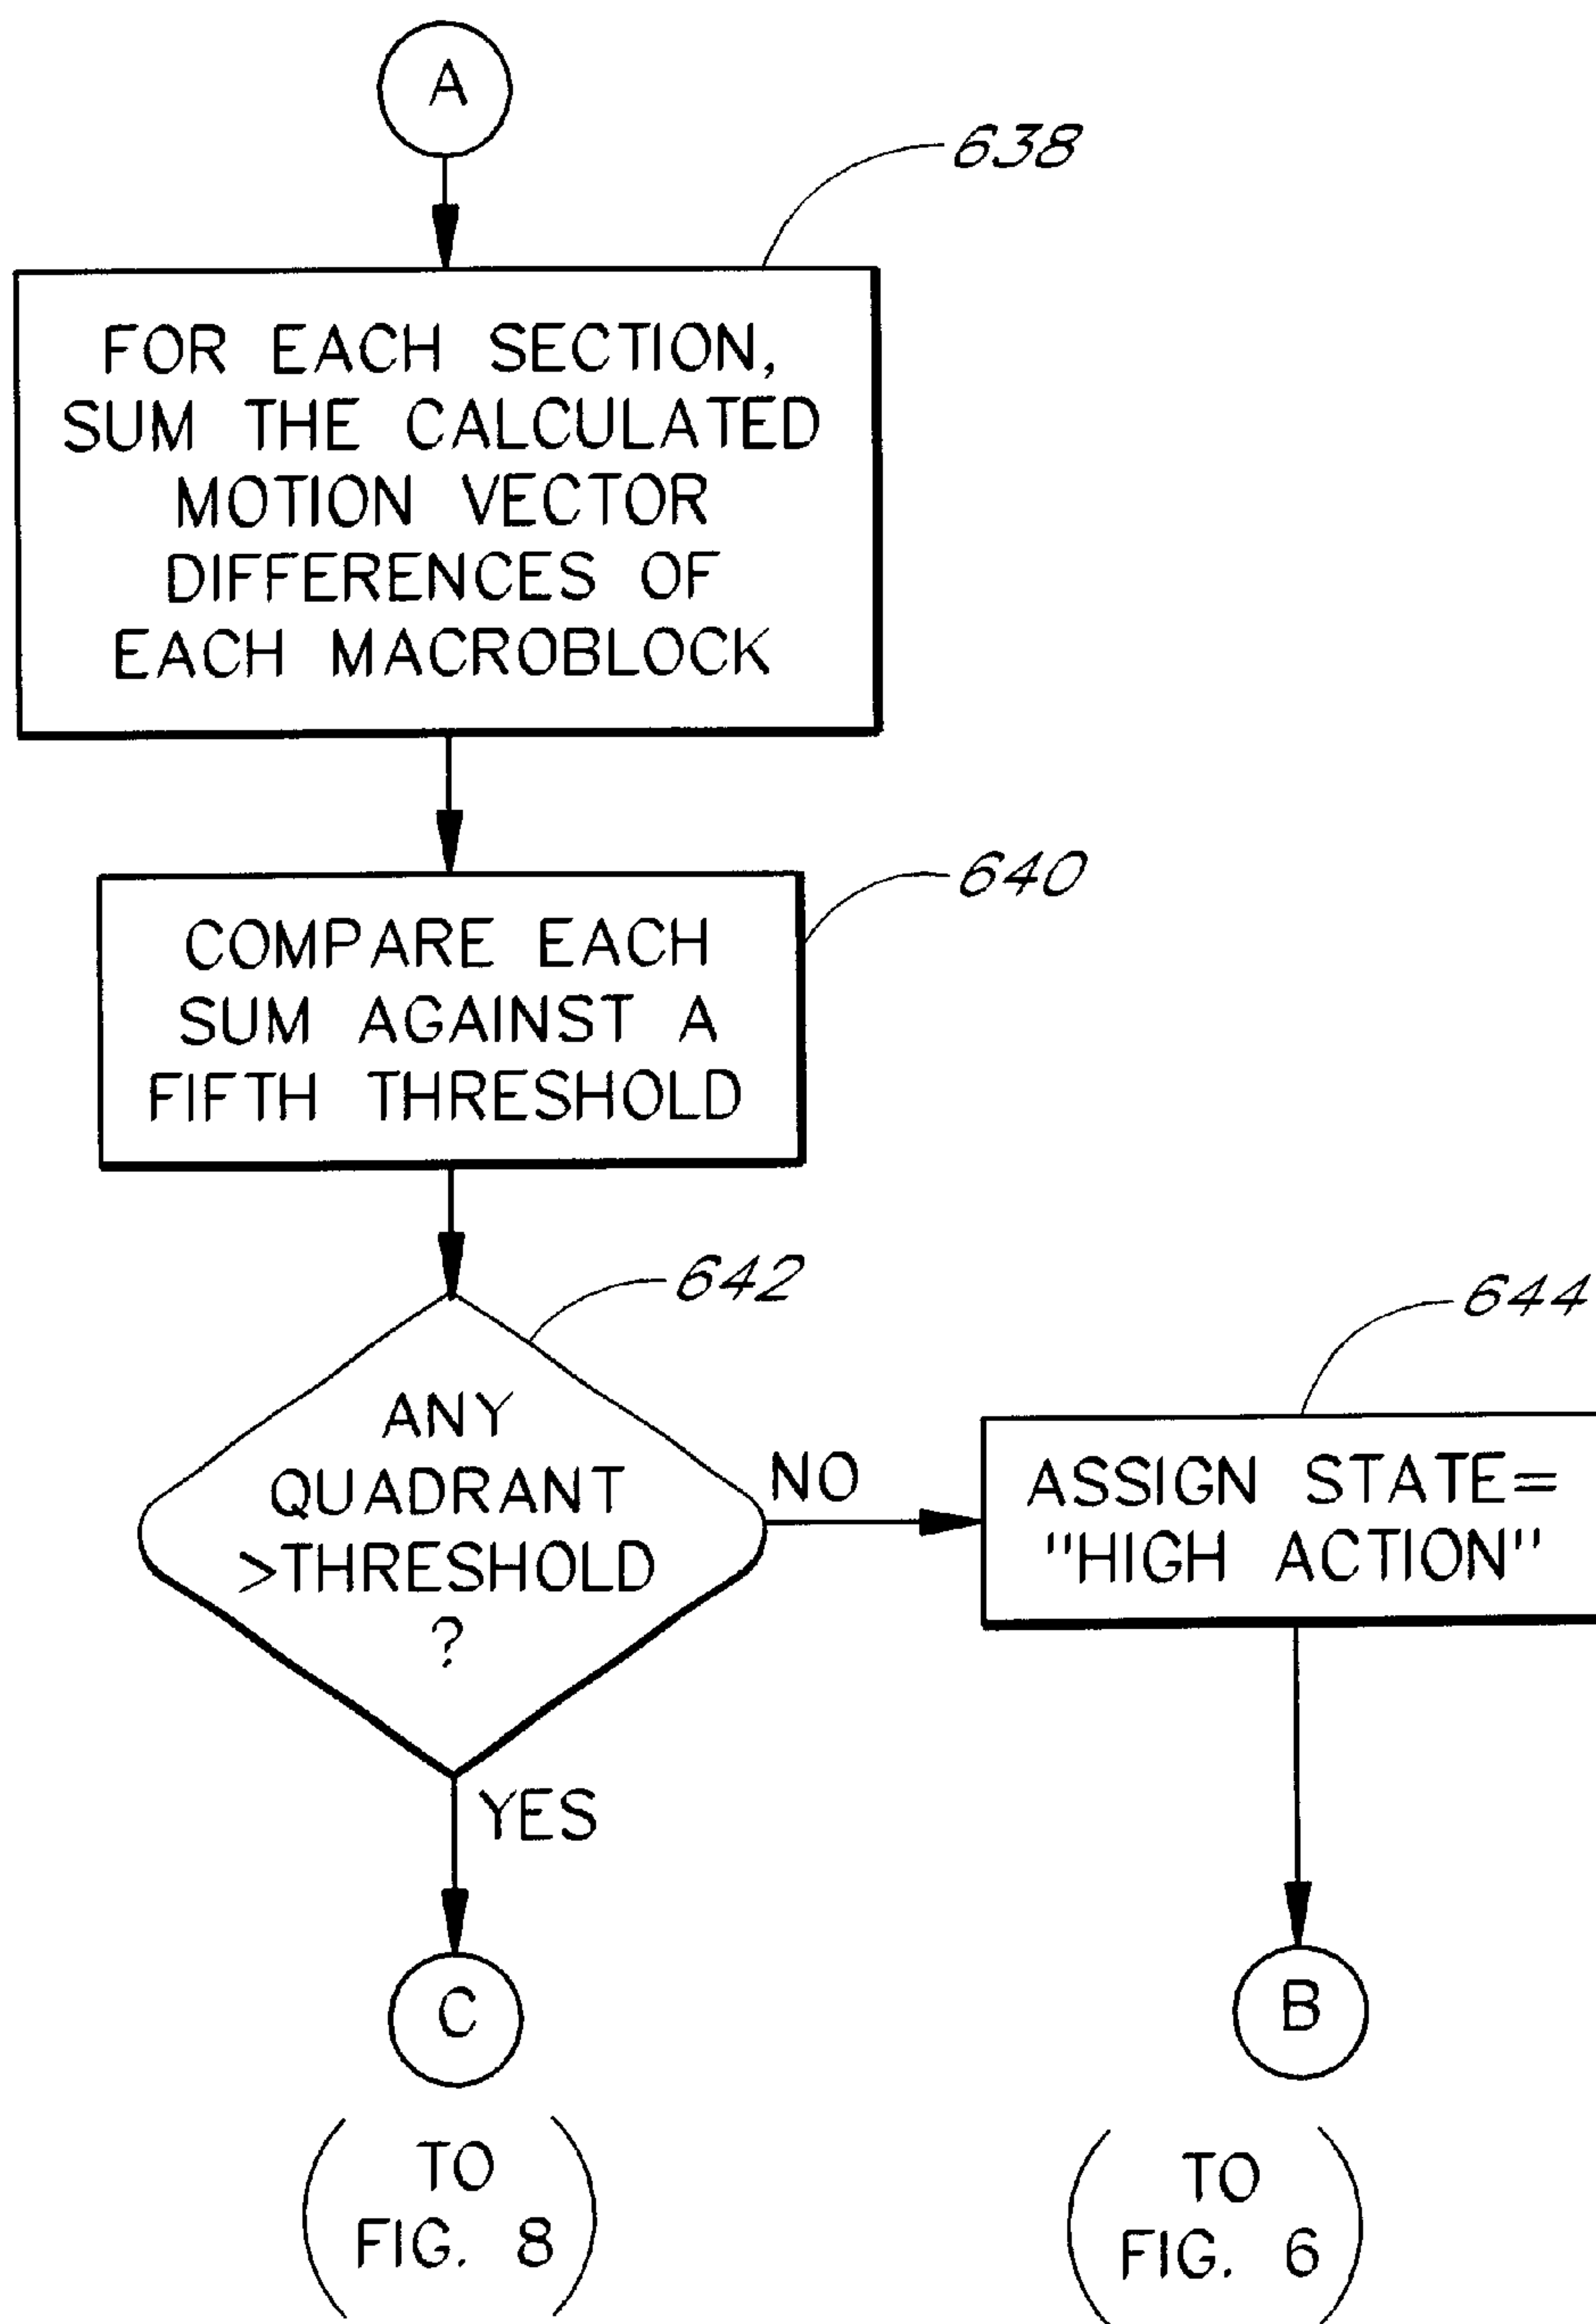 A
638
FOR EACH SECTION,
SUM THE CALCULATED
MOTION VECTOR
DIFFERENCES OF
EACH MACROBLOCK
640
COMPARE EACH
SUM AGAINST A
FIFTH THRESHOLD
642
ANY
QUADRANT
>THRESHOLD
?
NO
644
ASSIGN STATE=
"HIGH ACTION"
YES
C
B
TO
FIG. 8
TO
FIG. 6